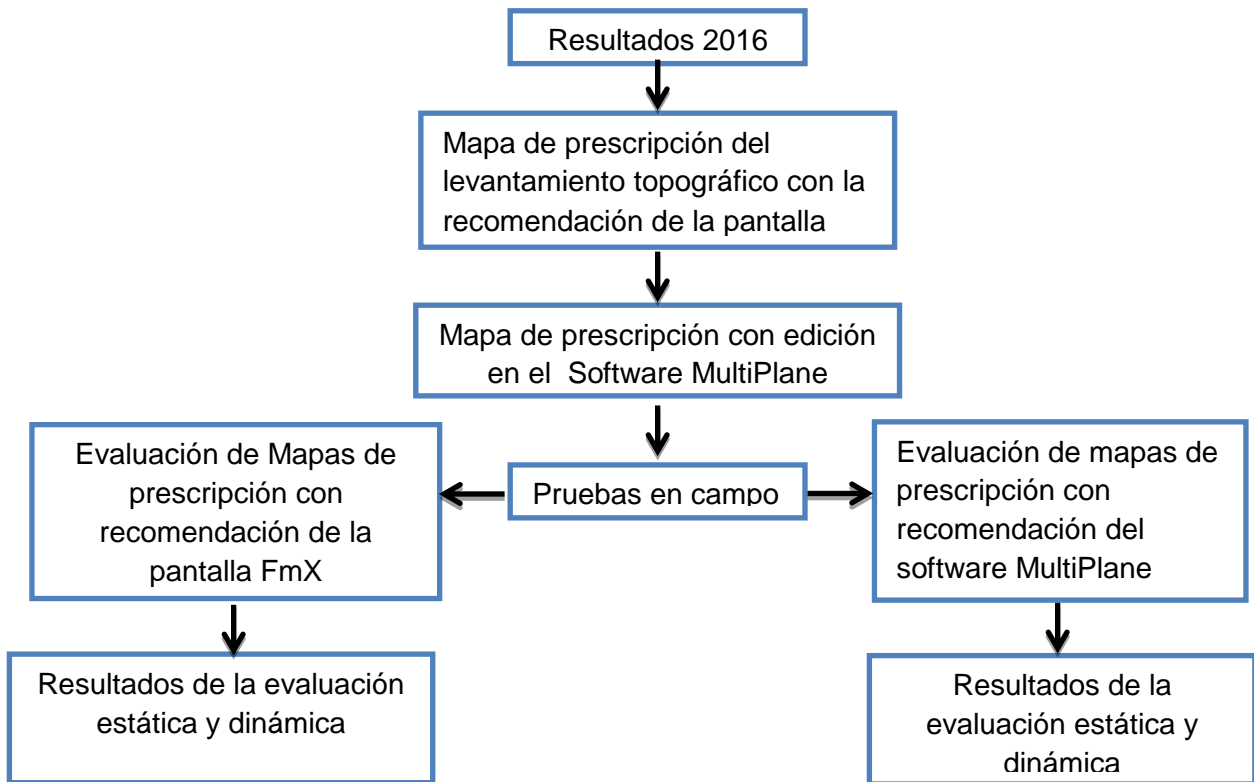 Resultados 2016
Mapa de prescripción del
levantamiento topográfico con la
recomendación de la pantalla
Mapa de prescripción con edición
en el Software MultiPlane
Evaluación de Mapas de
prescripción con
recomendación de la
pantalla FmX
Pruebas en campo
Evaluación de mapas de
prescripción con
recomendación del
software MultiPlane
Resultados de la evaluación
estática y dinámica
Resultados de la
evaluación estática y
dinámica